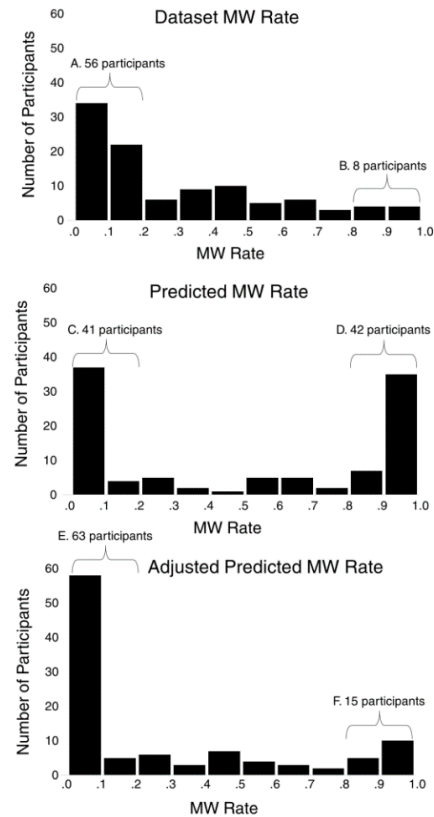 Dataset MW Rate
60
50
40
30
20
10
0
Number of Participants
A. 56 participants
B. 8 participants
.0 .1 .2 .3 .4 .5 .6 .7 .8 .9 1.0
MW Rate
Predicted MW Rate
60
50
40
30
20
10
0
Number of Participants
C. 41 participants
D. 42 participants
.0 .1 .2 .3 .4 .5 .6 .7 .8 .9 1.0
MW Rate
E. 63 participants
Adjusted Predicted MW Rate
60
50
40
30
20
10
0
Number of Participants
F. 15 participants
.0 .1 .2 .3 .4 .5 .6 .7 .8 .9 1.0
MW Rate